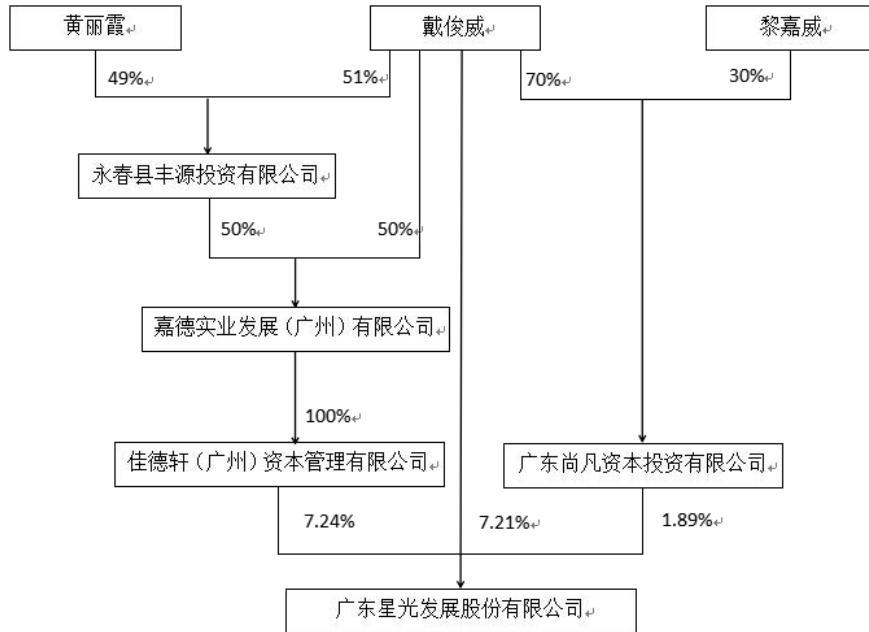 黄丽霞
戴俊威
黎嘉威
49%
51%
70%
30%
永春县丰源投资有限公司
50%
50%
嘉德实业发展（广州）有限公司
100%
佳德轩（广州）资本管理有限公司
广东尚凡资本投资有限公司
7.24%
7.21%
1.89%
广东星光发展股份有限公司